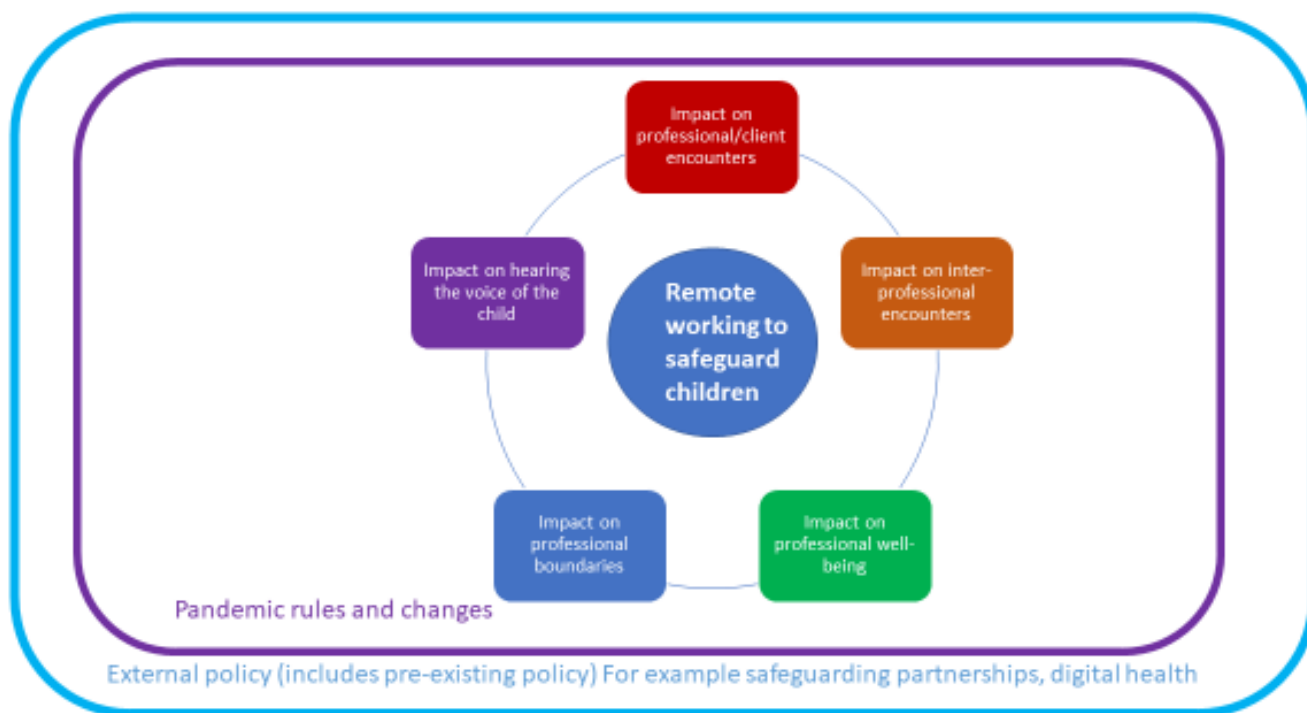 Impact on
professional/client
encounters
Impact on hearing
the voice of the
child
Remote
working to
safeguard
children
Impact on inter-
professional
encounters
Impact on
professional
boundaries
Impact on
professional well-
being
Pandemic rules and changes
External policy (includes pre-existing policy) For example safeguarding partnerships, digital health